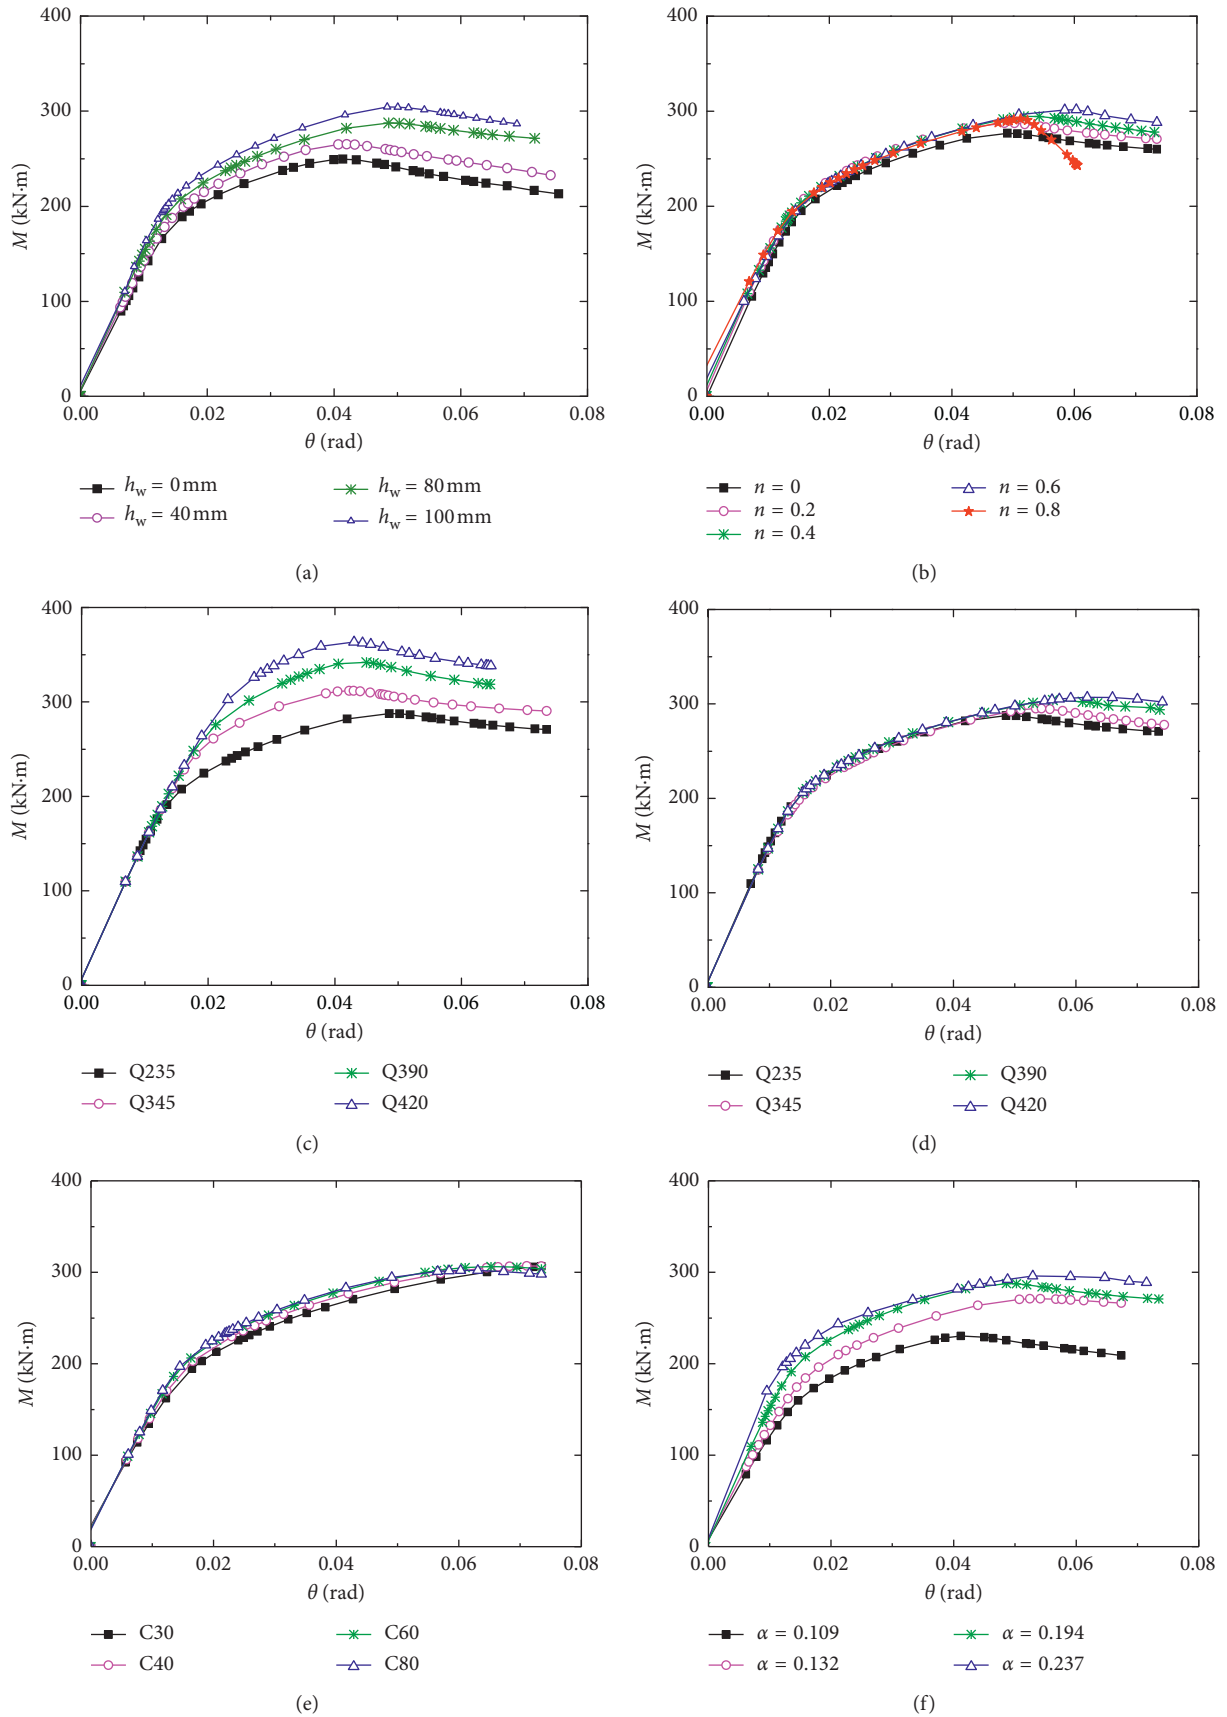 400
300
200
100
0
M (kN·m)
0.00 0.02 0.04 0.06 0.08
θ (rad)
hw = 0 mm
hw = 40 mm
hw = 80 mm
hw = 100 mm
(a)
400
300
200
100
0
M (kN·m)
0.00 0.02 0.04 0.06 0.08
θ (rad)
n = 0
n = 0.2
n = 0.4
n = 0.6
n = 0.8
(b)
400
300
200
100
0
M (kN·m)
0.00 0.02 0.04 0.06 0.08
θ (rad)
Q235
Q345
Q390
Q420
(c)
400
300
200
100
0
M (kN·m)
0.00 0.02 0.04 0.06 0.08
θ (rad)
Q235
Q345
Q390
Q420
(d)
400
300
200
100
0
M (kN·m)
0.00 0.02 0.04 0.06 0.08
θ (rad)
C30
C40
C60
C80
(e)
400
300
200
100
0
M (kN·m)
0.00 0.02 0.04 0.06 0.08
θ (rad)
α = 0.109
α = 0.132
α = 0.194
α = 0.237
(f)